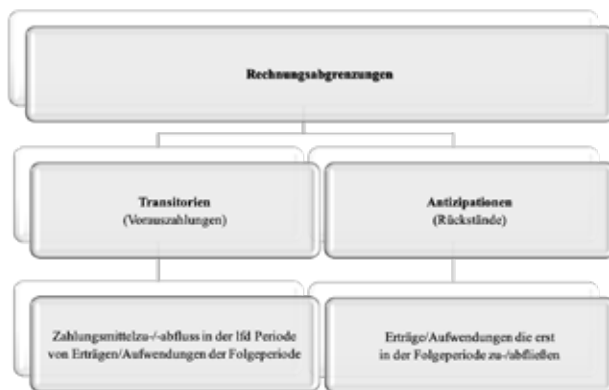 Rechnungsabgrenzungen
Transitorien
(Vorauszahlungen)
Antizipationen
(Rückstände)
Zahlungsmittelzu-/-abfluss in der lfd Periode
von Erträgen/Aufwendungen der Folgeperiode
Erträge/Aufwendungen die erst
in der Folgeperiode zu-/abfließen